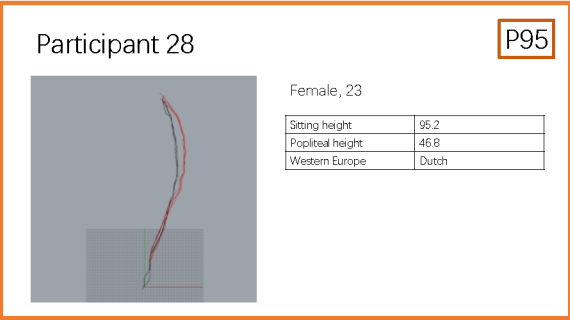 Participant 28
P95
Female, 23
Sitting height 95.2
Popliteal height 46.8
Western Europe Dutch